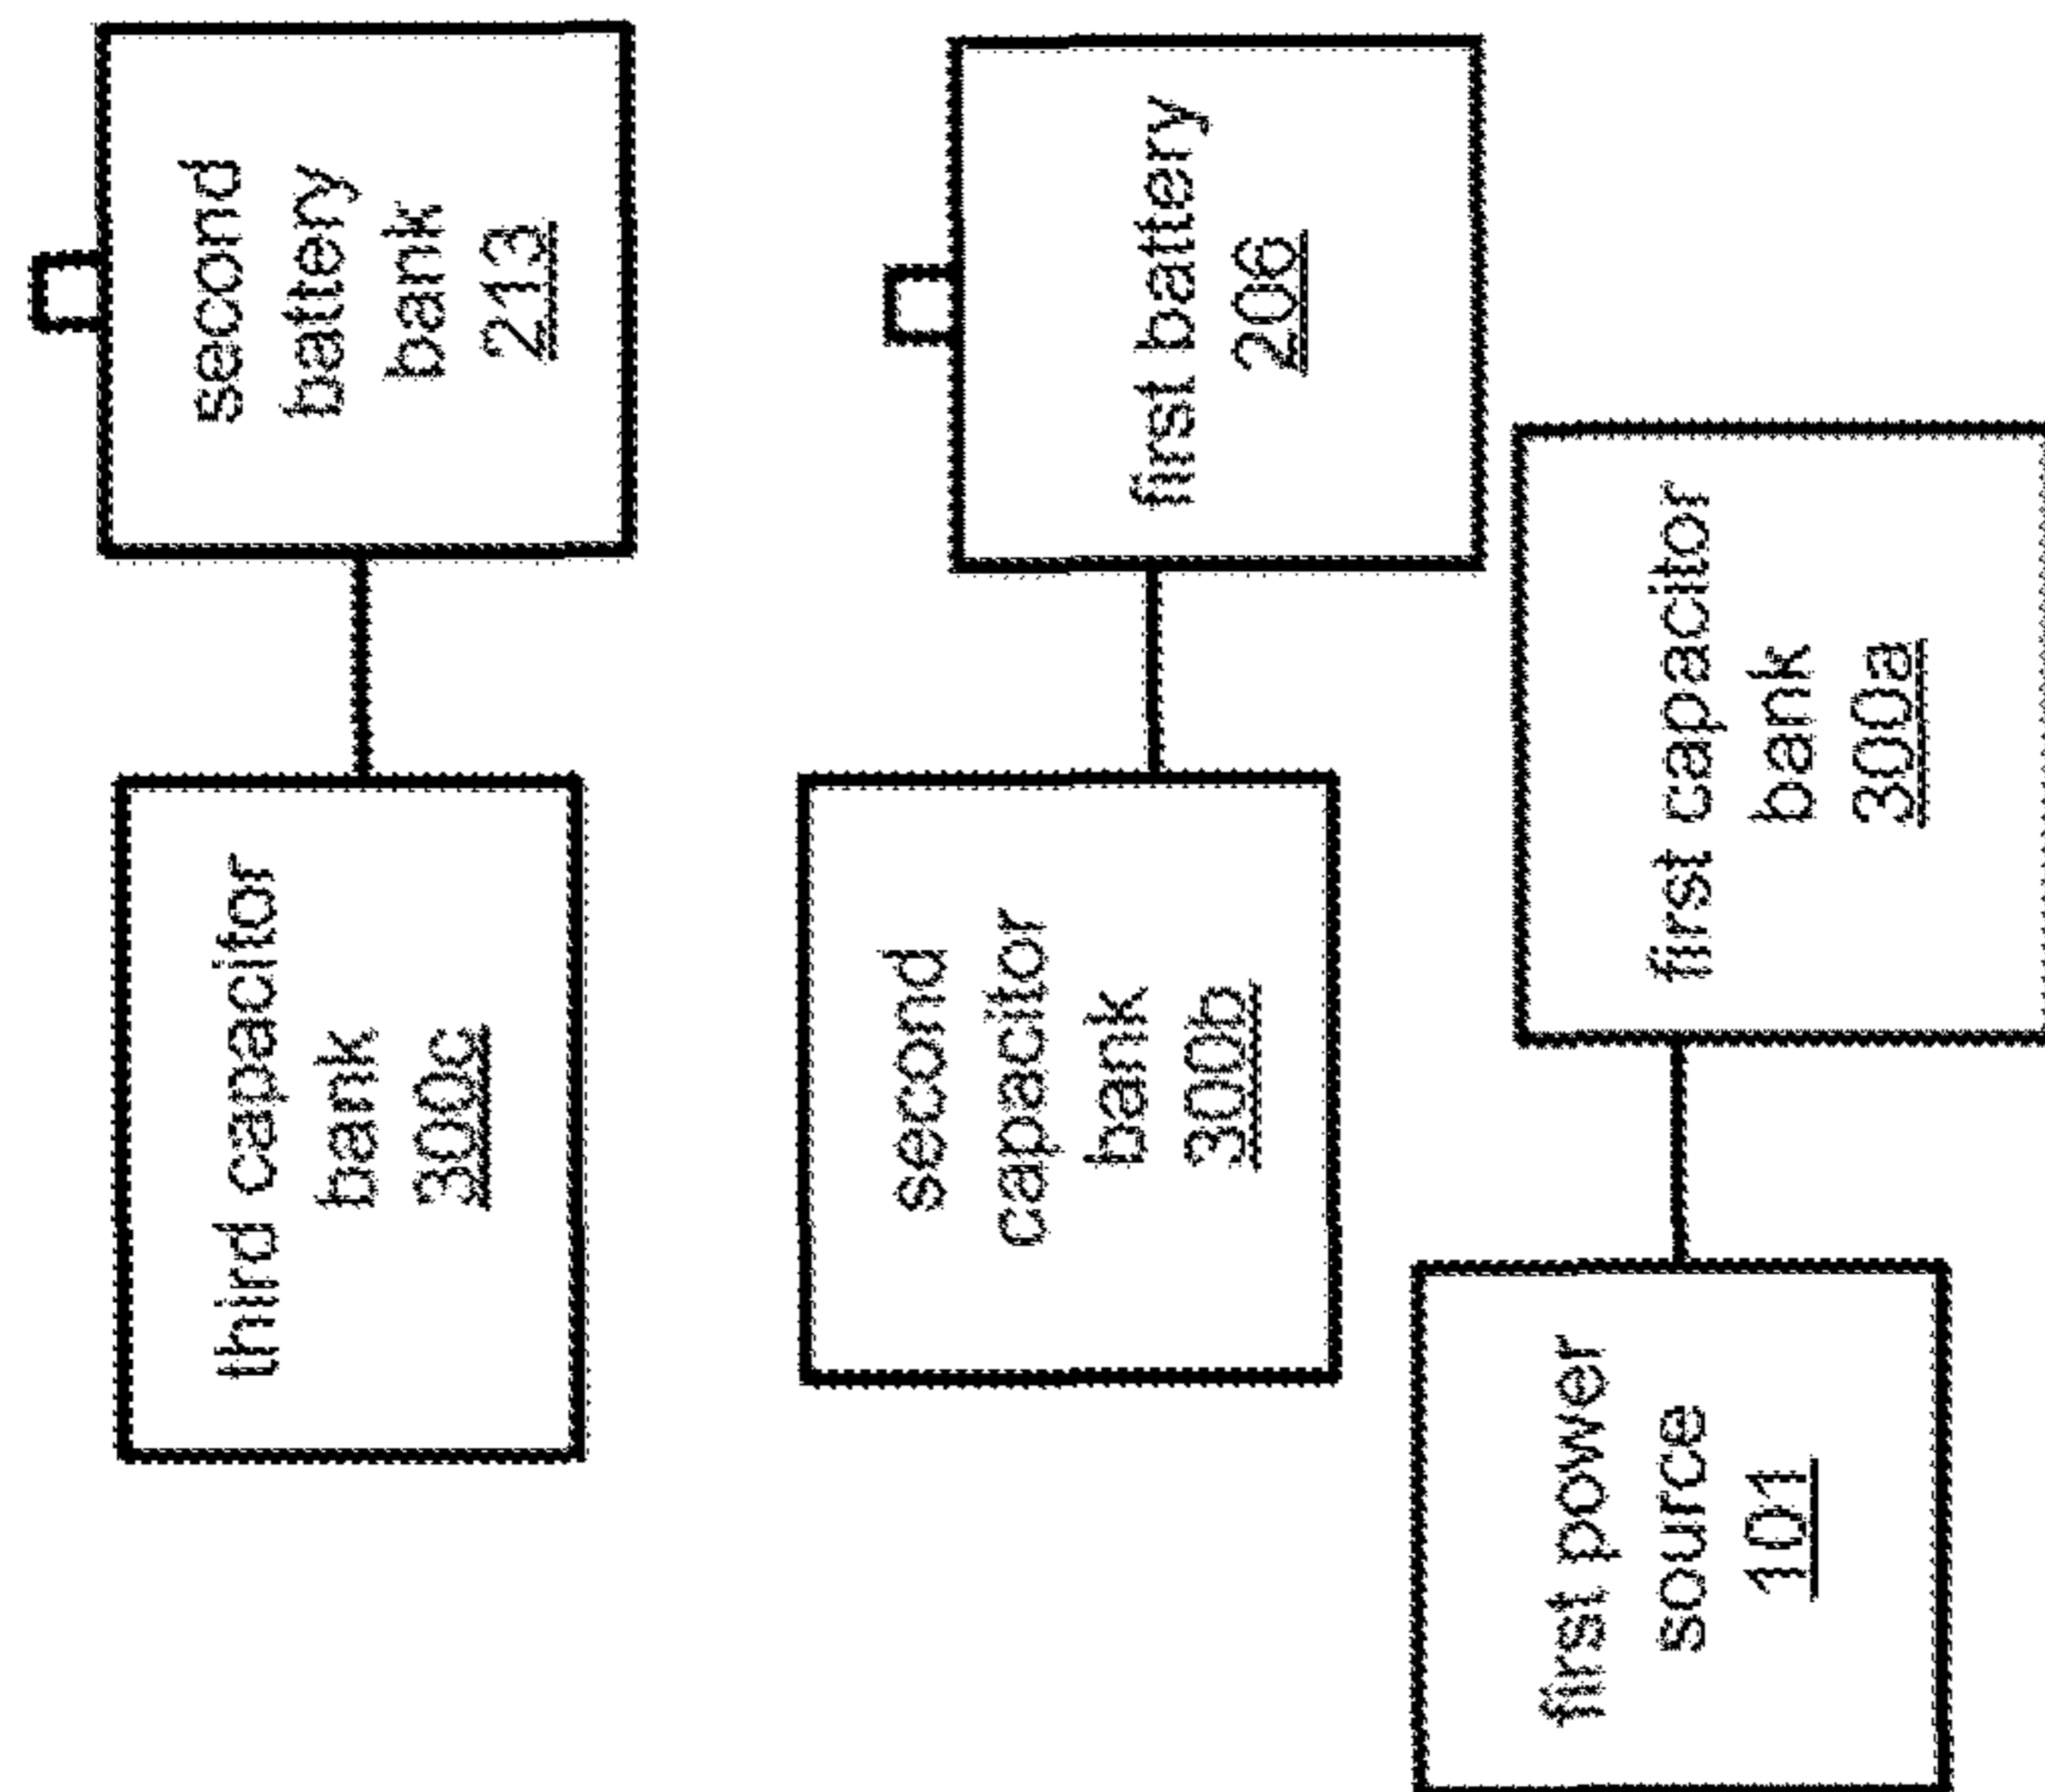 second
battery
bank
213
first battery
206
third capacitor
bank
300c
second
capacitor
bank
300b
first capacitor
bank
300a
first power
source
101